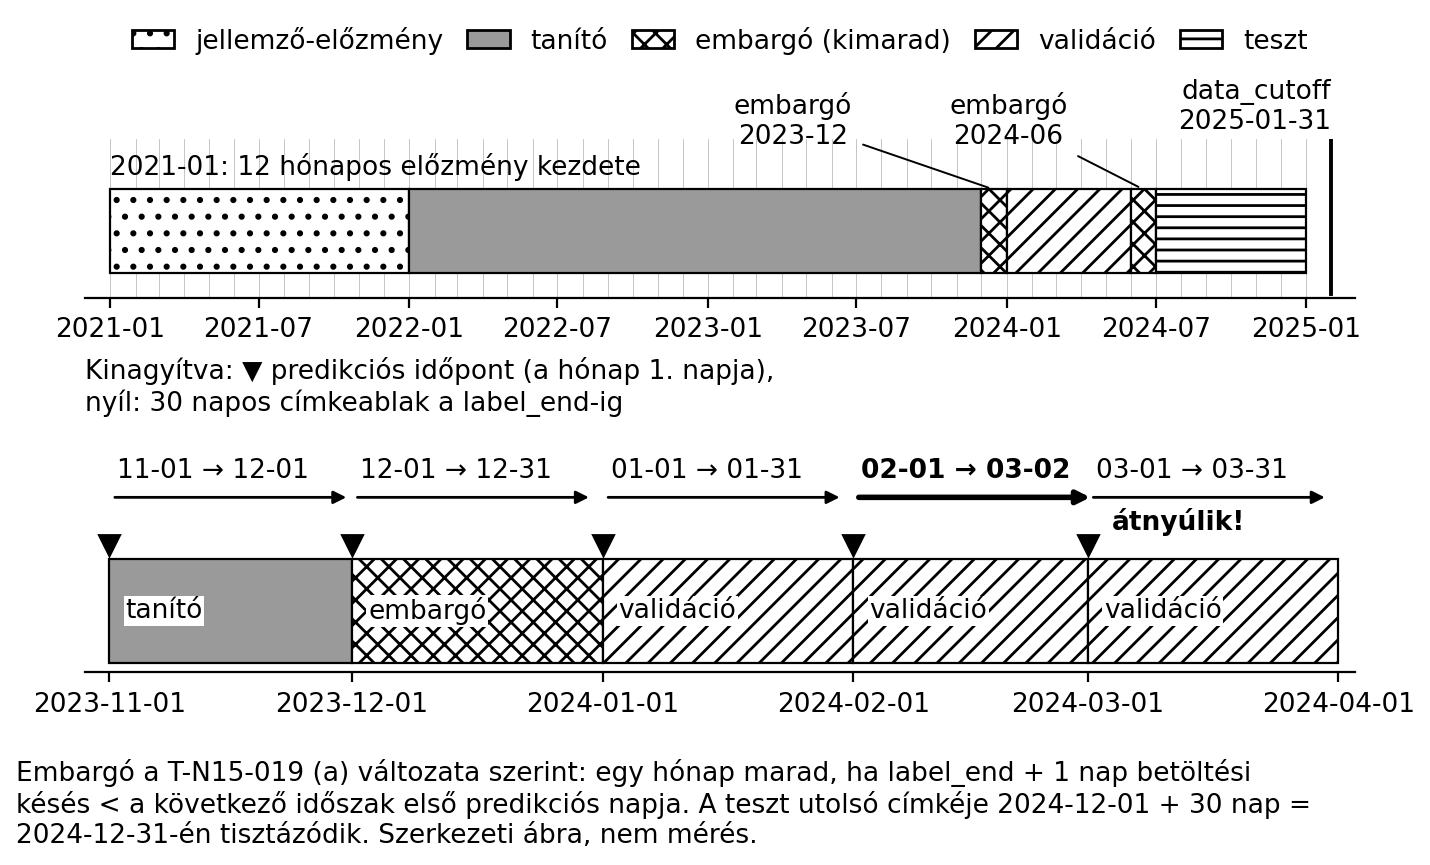 jellemző-előzmény tanító embargó (kimarad) validáció teszt
embargó
2023-12
embargó
2024-06
data_cutoff
2025-01-31
2021-01: 12 hónapos előzmény kezdete
2021-01 2021-07 2022-01 2022-07 2023-01 2023-07 2024-01 2024-07 2025-01
Kinagyítva: ▼ predikciós időpont (a hónap 1. napja),
nyíl: 30 napos címkeablak a label_end-ig
11-01 → 12-01 12-01 → 12-31 01-01 → 01-31 02-01 → 03-02 03-01 → 03-31
átnyúlik!
tanító embargó validáció validáció validáció
2023-11-01 2023-12-01 2024-01-01 2024-02-01 2024-03-01 2024-04-01
Embargó a T-N15-019 (a) változata szerint: egy hónap marad, ha label_end + 1 nap betöltési
késés < a következő időszak első predikciós napja. A teszt utolsó címkéje 2024-12-01 + 30 nap =
2024-12-31-én tisztázódik. Szerkezeti ábra, nem mérés.